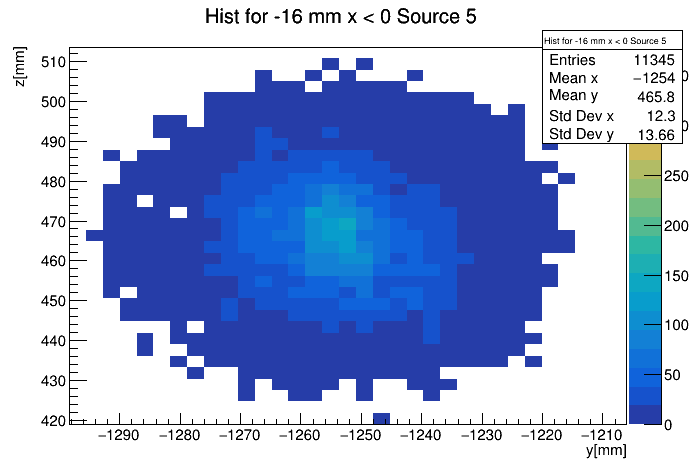 Hist for -16 mm x < 0 Source 5
z[mm]
Hist for -16 mm x < 0 Source 5
Entries 11345
Mean x −1254
Mean y 465.8
Std Dev x 12.3
Std Dev y 13.66
510
500
490
480
470
460
450
440
430
420
−1290 −1280 −1270 −1260 −1250 −1240 −1230 −1220 −1210
y[mm]
250
200
150
100
50
0